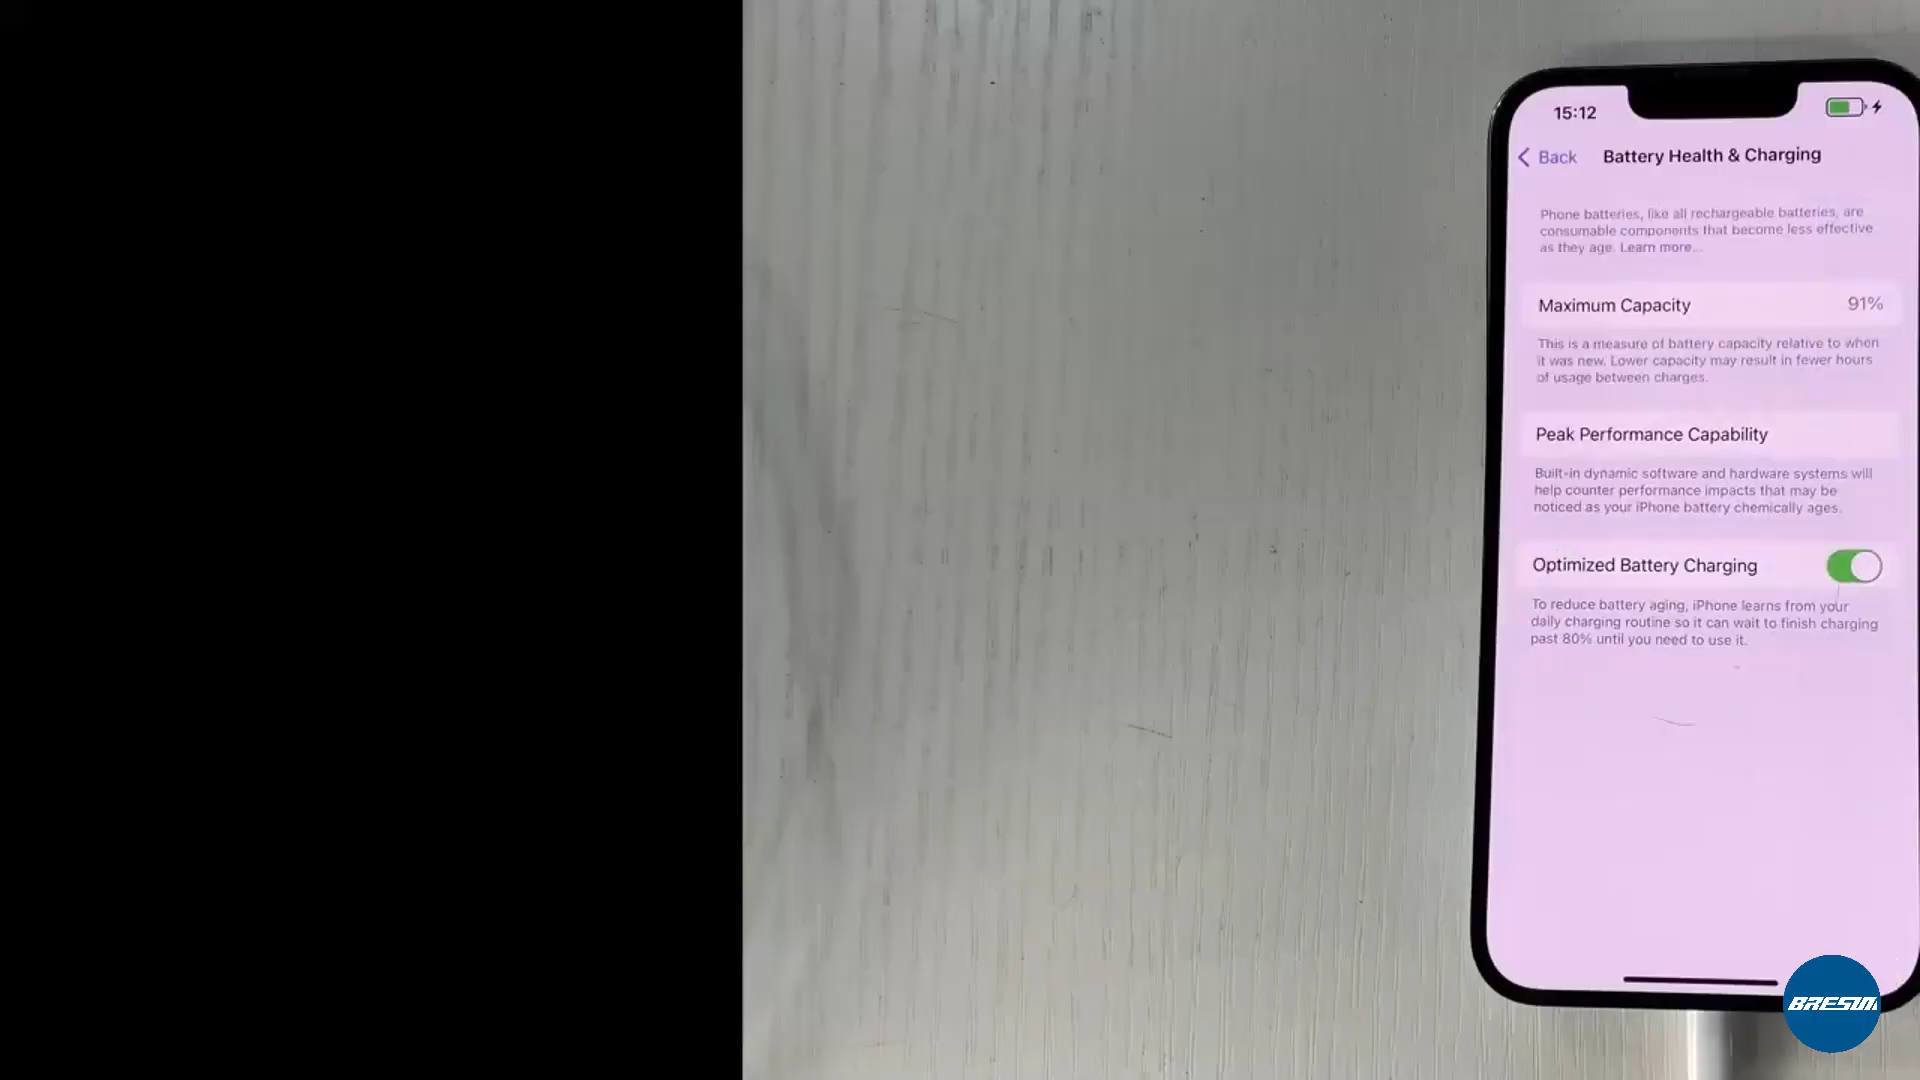 15:12
Back
Battery Health & Charging
Phone batteries, like all rechargeable batteries, are
consumable components that become less effective
as they age. Learn more...
Maximum Capacity 91%
This is a measure of battery capacity relative to when
it was new. Lower capacity may result in fewer hours
of usage between charges.
Peak Performance Capability
Built-in dynamic software and hardware systems will
help counter performance impacts that may be
noticed as your iPhone battery chemically ages.
Optimized Battery Charging
To reduce battery aging, iPhone learns from your
daily charging routine so it can wait to finish charging
past 80% until you need to use it.